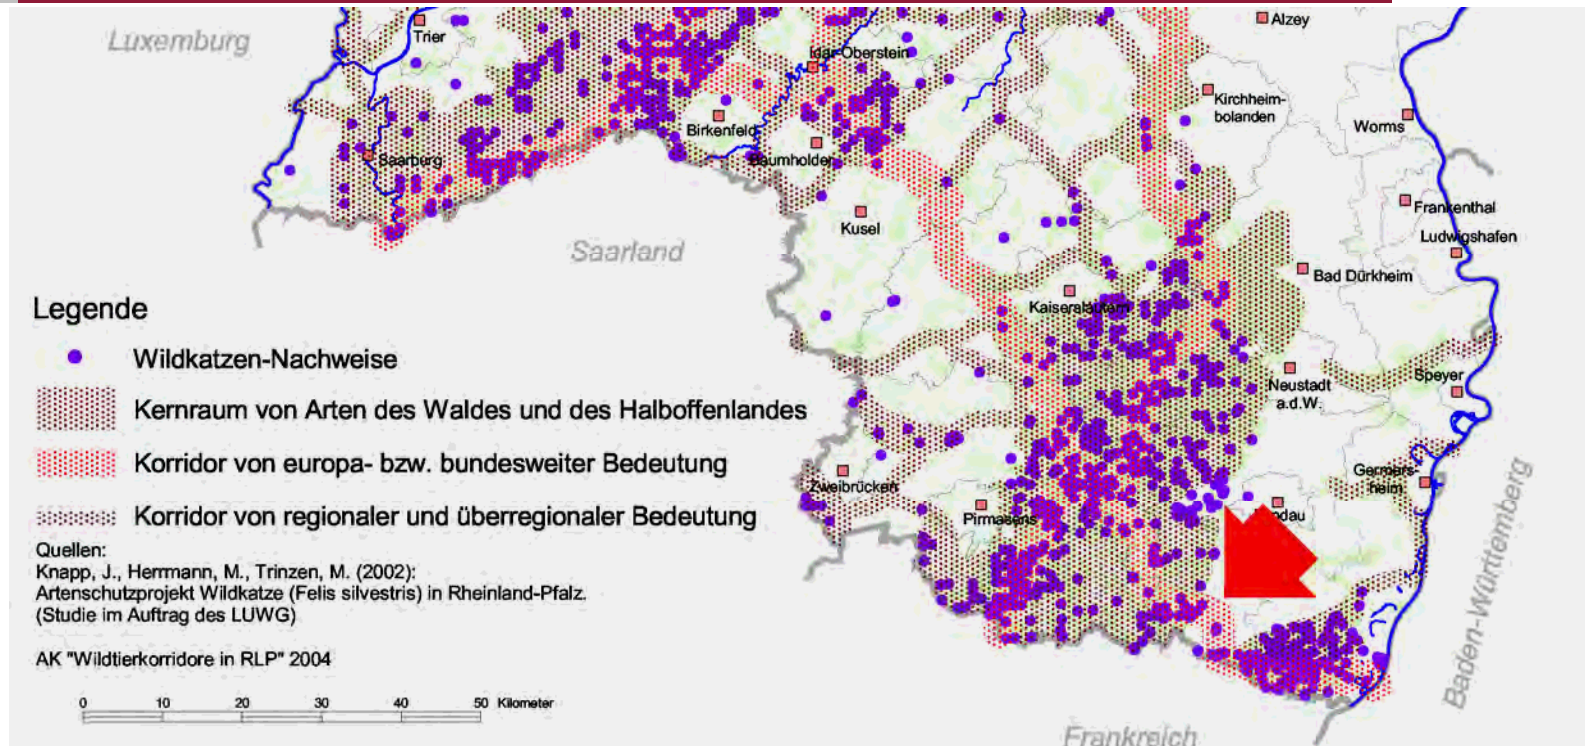 Luxemburg
Trier
Idar-Oberstein
Alzey
Kirchheim-
bolanden
Worms
Birkenfeld
Saarburg
Baumholder
Kusel
Frankenthal
Ludwigshafen
Saarland
Bad Dürkheim
Kaiserslautern
Legende
Wildkatzen-Nachweise
Kernraum von Arten des Waldes und des Halboffenlandes
Korridor von europa- bzw. bundesweiter Bedeutung
Korridor von regionaler und überregionaler Bedeutung
Neustadt
a.d.W.
Speyer
Zweibrücken
Pirmasens
Germers-
heim
ndau
Baden-Württemberg
Quellen:
Knapp, J., Herrmann, M., Trinzen, M. (2002):
Artenschutzprojekt Wildkatze (Felis silvestris) in Rheinland-Pfalz.
(Studie im Auftrag des LUWG)
AK "Wildtierkorridore in RLP" 2004
0 10 20 30 40 50 Kilometer
Frankreich